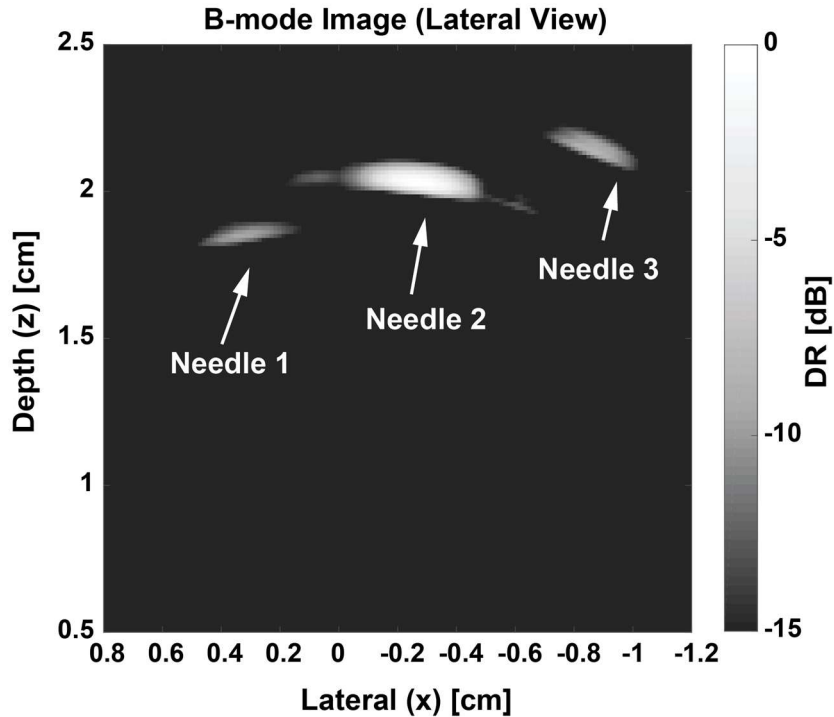 B-mode Image (Lateral View)
2.5
2
1.5
1
0.5
Depth (z) [cm]
Needle 1
Needle 2
Needle 3
0.8 0.6 0.4 0.2 0 -0.2 -0.4 -0.6 -0.8 -1 -1.2
Lateral (x) [cm]
0
-5
-10
-15
DR [dB]